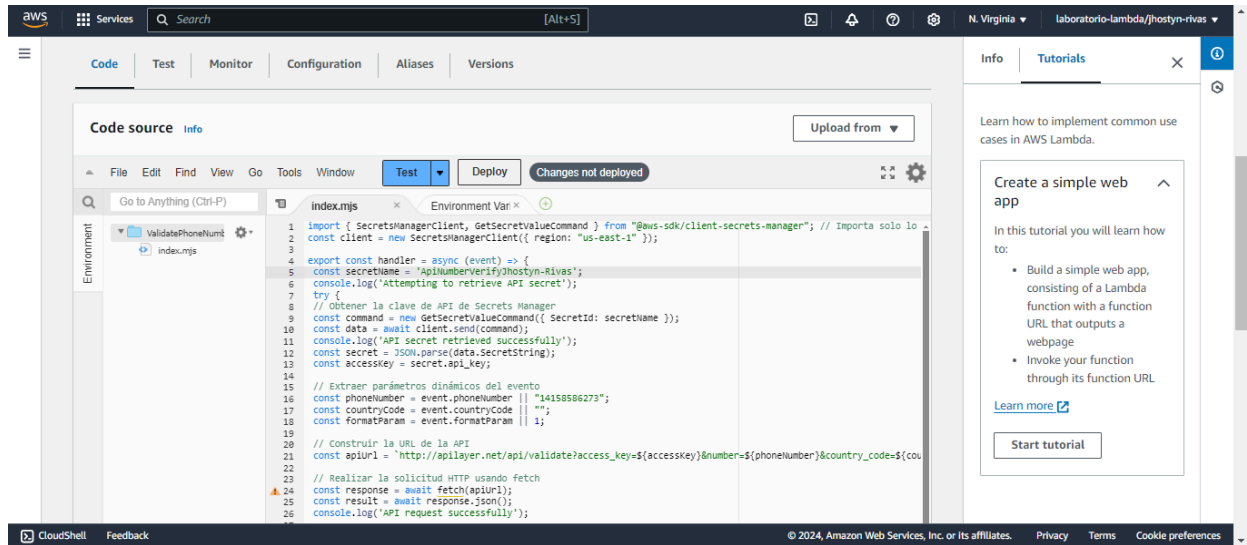 aws
Services
Search
[Alt+S]
N. Virginia
laboratorio-lambda/jhostyn-rivas
Code
Test
Monitor
Configuration
Aliases
Versions
Code source Info
Upload from
File Edit Find View Go Tools Window
Test
Deploy
Changes not deployed
Go to Anything (Ctrl-P)
index.mjs
Environment Var
Environment
ValidatePhoneNumb
index.mjs
1 import { SecretsManagerClient, GetSecretValueCommand } from "@aws-sdk/client-secrets-manager"; // Importa solo lo
2 const client = new SecretsManagerClient({ region: "us-east-1" });
3
4 export const handler = async (event) => {
5 const secretName = 'ApiNumberVerifyJhostyn-Rivas';
6 console.log('Attempting to retrieve API secret');
7 try {
8 // Obtener la clave de API de Secrets Manager
9 const command = new GetSecretValueCommand({ SecretId: secretName });
10 const data = await client.send(command);
11 console.log('API secret retrieved successfully');
12 const secret = JSON.parse(data.SecretString);
13 const accessKey = secret.api_key;
14
15 // Extraer parámetros dinámicos del evento
16 const phoneNumber = event.phoneNumber || "14158586273";
17 const countryCode = event.countryCode || "";
18 const formatParam = event.formatParam || 1;
19
20 // Construir la URL de la API
21 const apiUrl = `http://apilayer.net/api/validate?access_key=${accessKey}&number=${phoneNumber}&country_code=${cou
22
23 // Realizar la solicitud HTTP usando fetch
24 const response = await fetch(apiUrl);
25 const result = await response.json();
26 console.log('API request successfully');
Info
Tutorials
Learn how to implement common use
cases in AWS Lambda.
Create a simple web
app
In this tutorial you will learn how
to:
• Build a simple web app,
consisting of a Lambda
function with a function
URL that outputs a
webpage
• Invoke your function
through its function URL
Learn more
Start tutorial
CloudShell
Feedback
© 2024, Amazon Web Services, Inc. or its affiliates.
Privacy
Terms
Cookie preferences